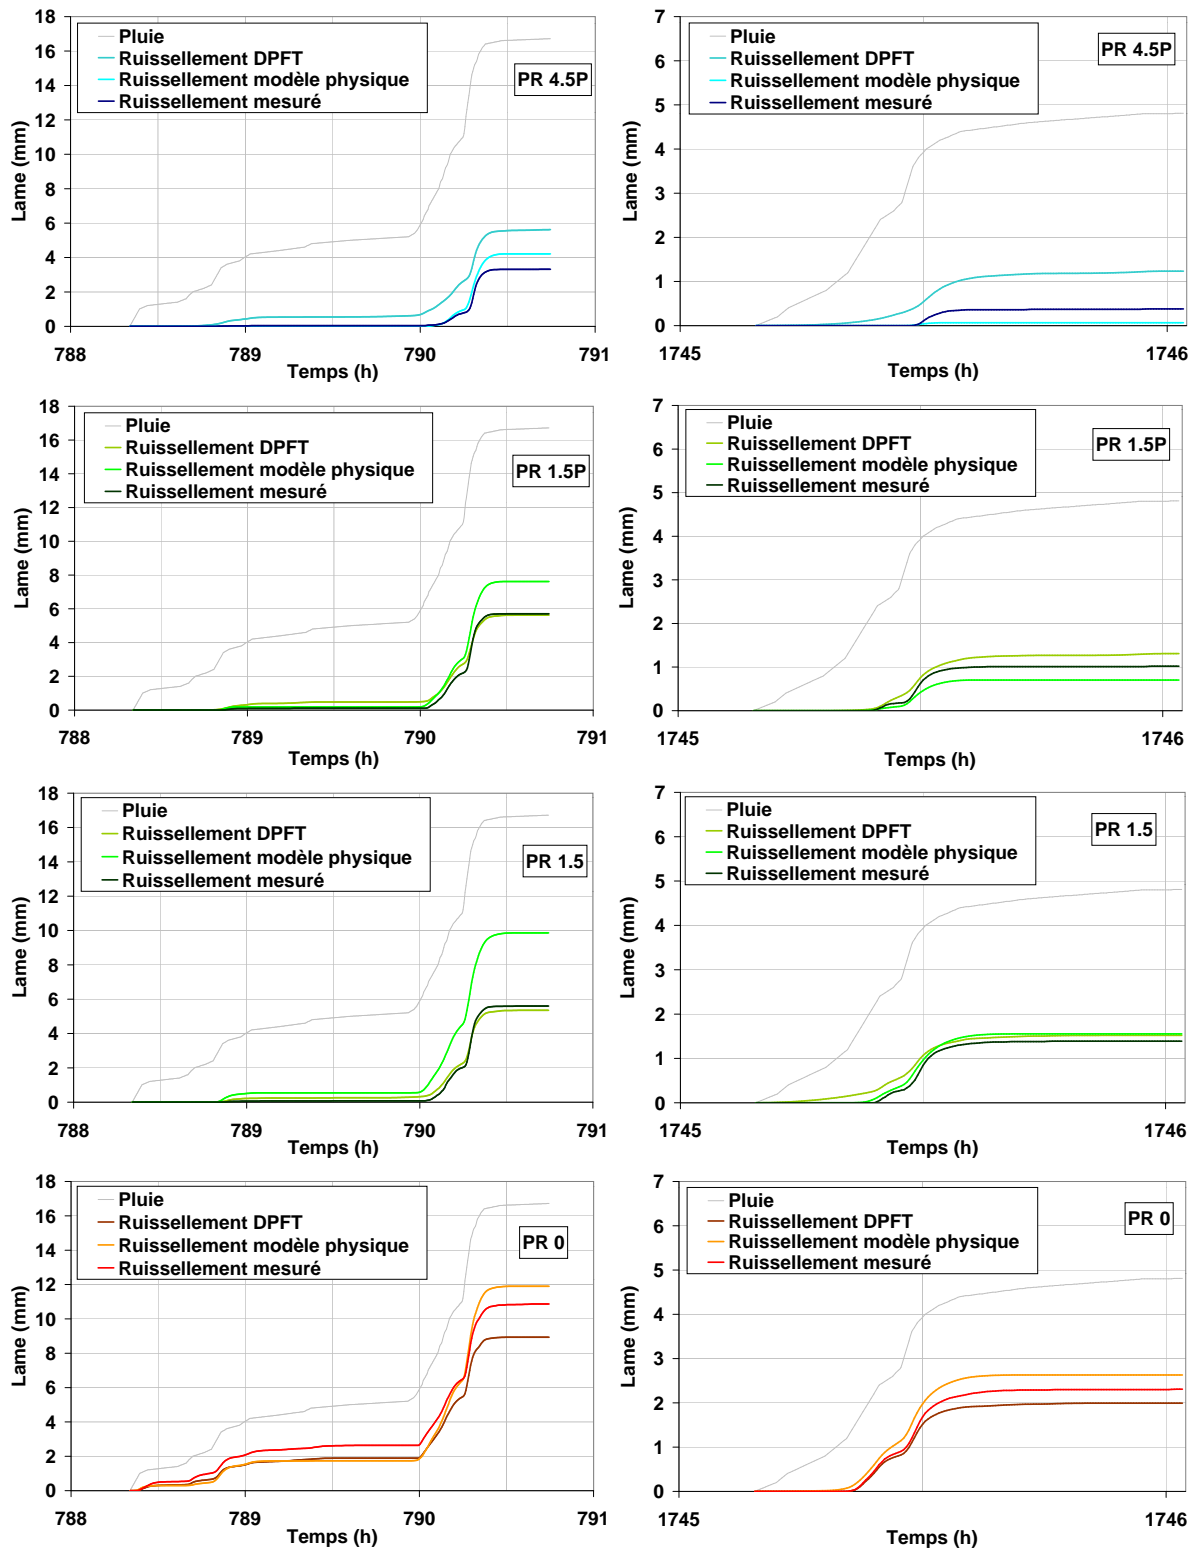 Pluie
Ruissellement DPFT
Ruissellement modèle physique
Ruissellement mesuré
PR 4.5P
Lame (mm)
18
16
14
12
10
8
6
4
2
0
788
789
790
791
Temps (h)
Pluie
Ruissellement DPFT
Ruissellement modèle physique
Ruissellement mesuré
PR 4.5P
Lame (mm)
7
6
5
4
3
2
1
0
1745
1746
Temps (h)
Pluie
Ruissellement DPFT
Ruissellement modèle physique
Ruissellement mesuré
PR 1.5P
Lame (mm)
18
16
14
12
10
8
6
4
2
0
788
789
790
791
Temps (h)
Pluie
Ruissellement DPFT
Ruissellement modèle physique
Ruissellement mesuré
PR 1.5P
Lame (mm)
7
6
5
4
3
2
1
0
1745
1746
Temps (h)
Pluie
Ruissellement DPFT
Ruissellement modèle physique
Ruissellement mesuré
PR 1.5
Lame (mm)
18
16
14
12
10
8
6
4
2
0
788
789
790
791
Temps (h)
Pluie
Ruissellement DPFT
Ruissellement modèle physique
Ruissellement mesuré
PR 1.5
Lame (mm)
7
6
5
4
3
2
1
0
1745
1746
Temps (h)
Pluie
Ruissellement DPFT
Ruissellement modèle physique
Ruissellement mesuré
PR 0
Lame (mm)
18
16
14
12
10
8
6
4
2
0
788
789
790
791
Temps (h)
Pluie
Ruissellement DPFT
Ruissellement modèle physique
Ruissellement mesuré
PR 0
Lame (mm)
7
6
5
4
3
2
1
0
1745
1746
Temps (h)